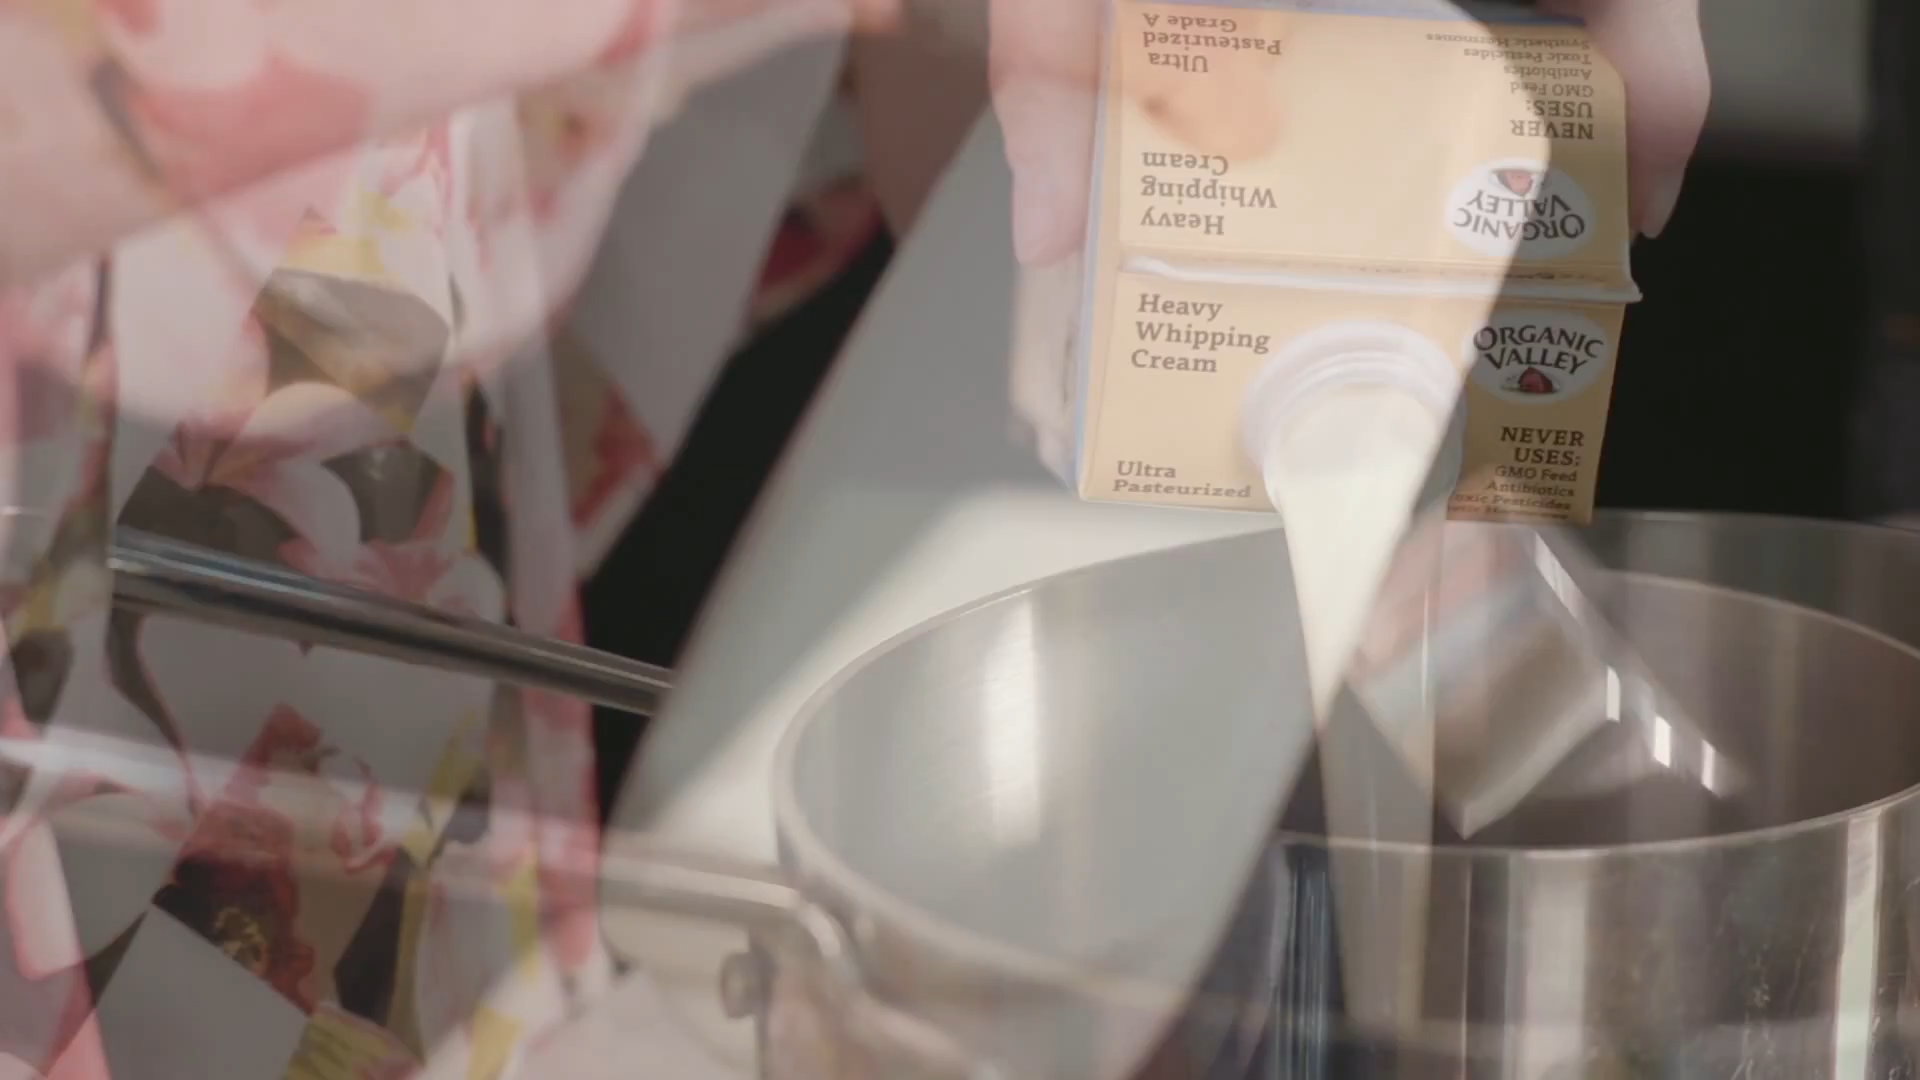 Grade A
Pasteurized
Ultra
Synthetic Hormones
Toxic Pesticides
Antibiotics
GMO Feed
USES:
NEVER
Cream
Whipping
Heavy
ORGANIC
VALLEY
Heavy
Whipping
Cream
ORGANIC
VALLEY
NEVER
USES:
GMO Feed
Antibiotics
Pesticides
Ultra
Pasteurized